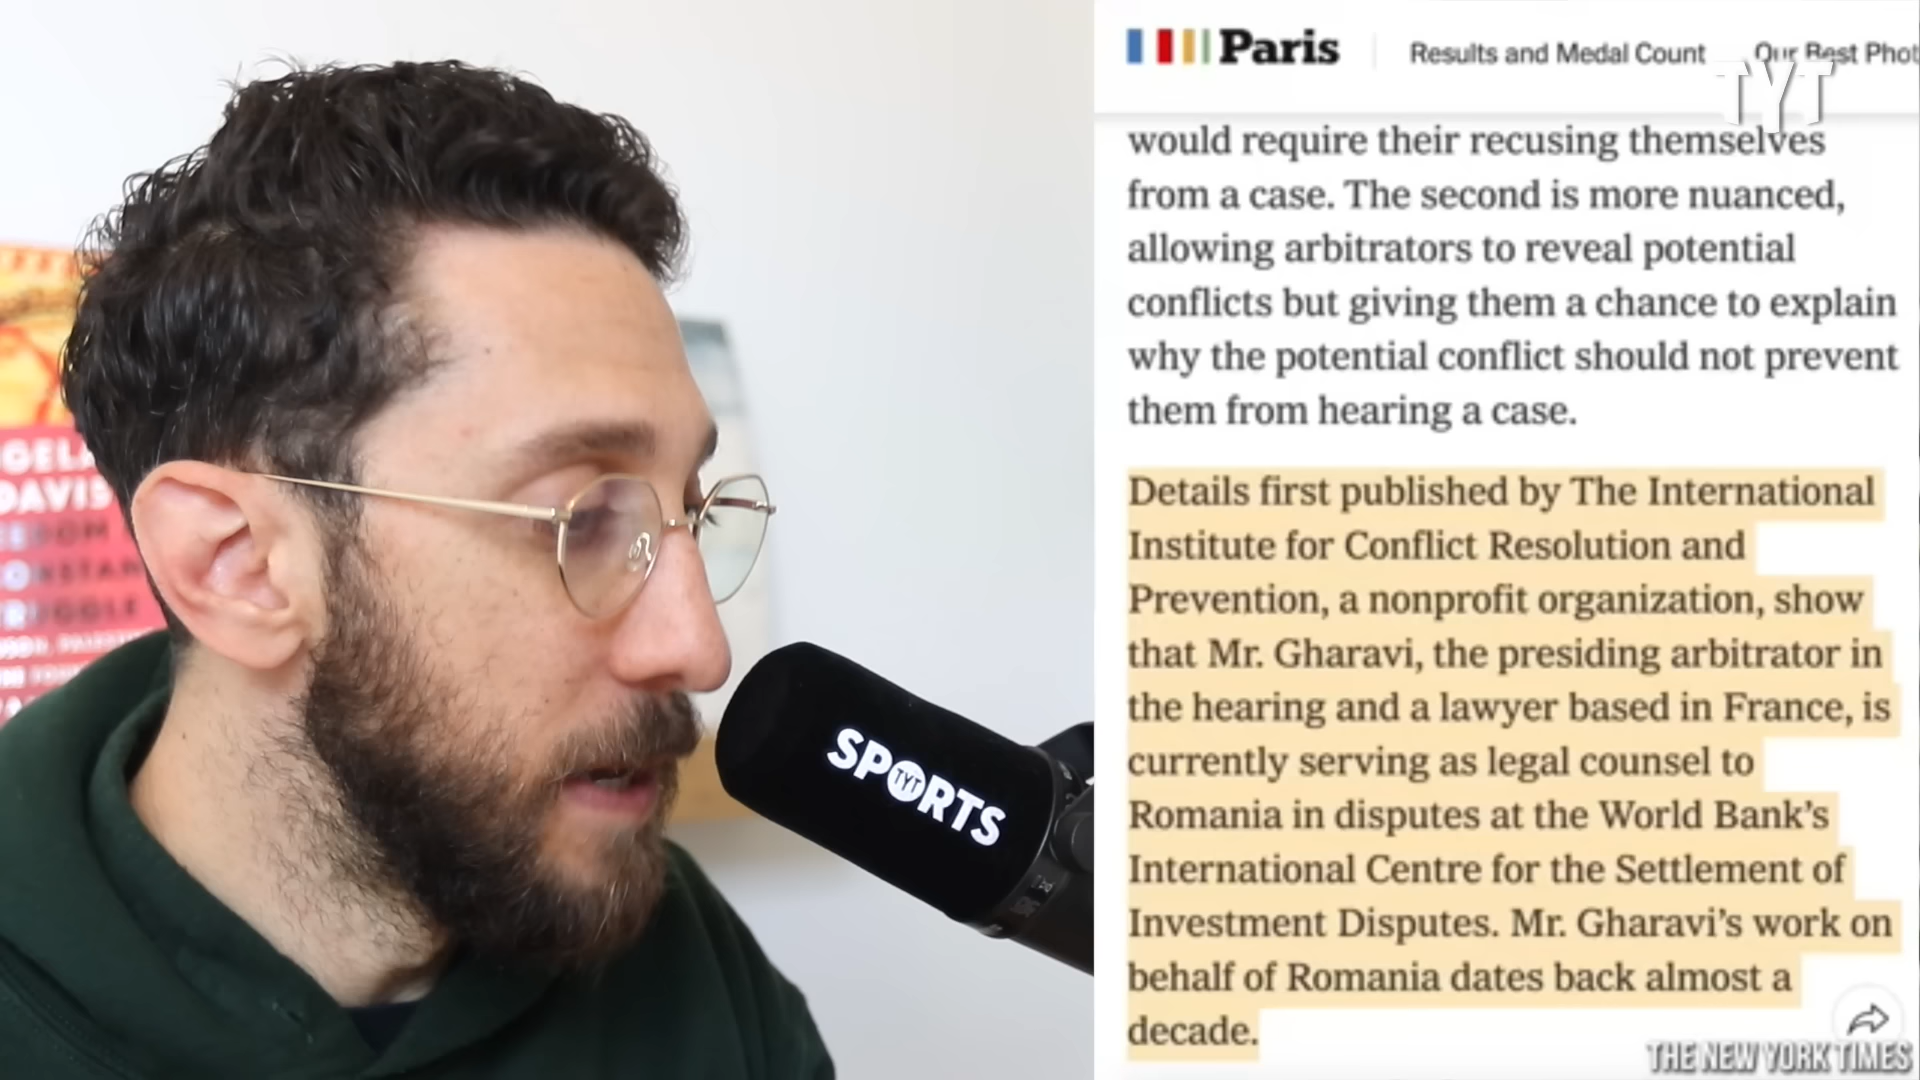 Paris
Results and Medal Count
Our Best Phot
TYT
would require their recusing themselves
from a case. The second is more nuanced,
allowing arbitrators to reveal potential
conflicts but giving them a chance to explain
why the potential conflict should not prevent
them from hearing a case.
Details first published by The International
Institute for Conflict Resolution and
Prevention, a nonprofit organization, show
that Mr. Gharavi, the presiding arbitrator in
the hearing and a lawyer based in France, is
currently serving as legal counsel to
Romania in disputes at the World Bank’s
International Centre for the Settlement of
Investment Disputes. Mr. Gharavi’s work on
behalf of Romania dates back almost a
decade.
THE NEW YORK TIMES
SPORTS
TYT
GELA
DAVIS